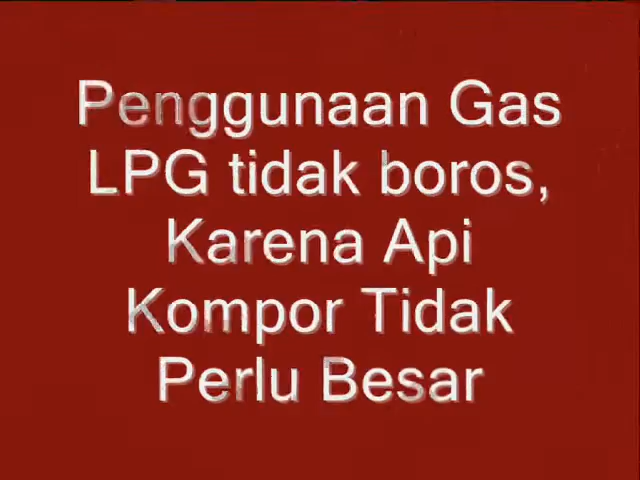 Penggunaan Gas
LPG tidak boros,
Karena Api
Kompor Tidak
Perlu Besar